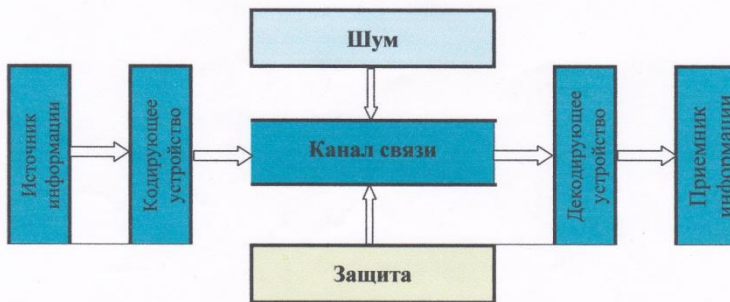 Шум
Источник
информации
Кодирующее
устройство
Канал связи
Декодирующее
устройство
Приемник
информации
Защита